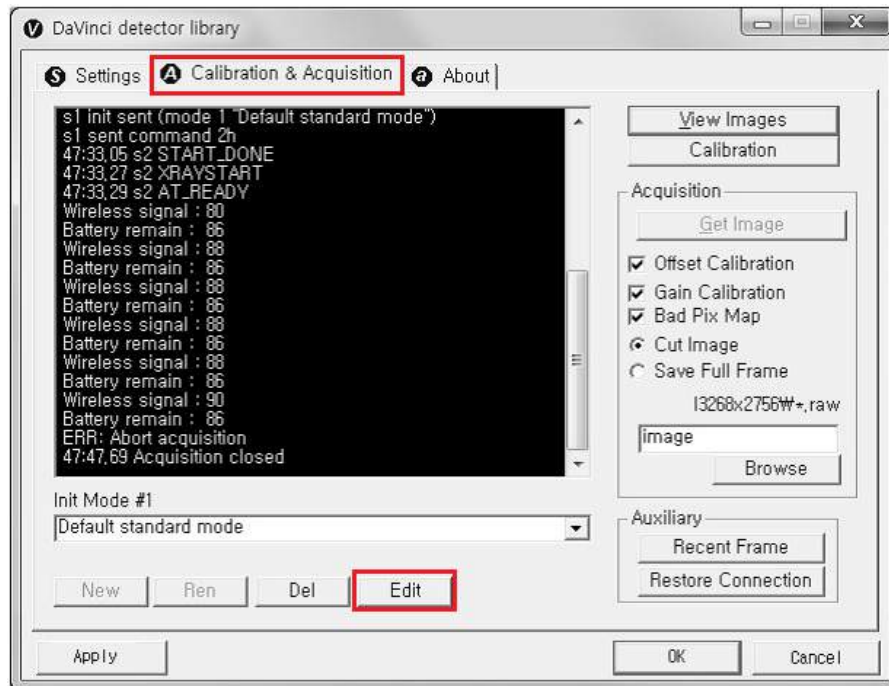 DaVinci detector library
Settings
Calibration & Acquisition
About
s1 init sent (mode 1 "Default standard mode")
s1 sent command 2h
47:33,05 s2 START_DONE
47:33,27 s2 XRAYSTART
47:33,29 s2 AT_READY
Wireless signal : 80
Battery remain : 86
Wireless signal : 88
Battery remain : 86
Wireless signal : 88
Battery remain : 86
Wireless signal : 88
Battery remain : 86
Wireless signal : 88
Battery remain : 86
Wireless signal : 90
Battery remain : 86
ERR: Abort acquisition
47:47,69 Acquisition closed
Init Mode #1
Default standard mode
New
Ren
Del
Edit
View Images
Calibration
Acquisition
Get Image
Offset Calibration
Gain Calibration
Bad Pix Map
Cut Image
Save Full Frame
I3268x2756₩*,raw
image
Browse
Auxiliary
Recent Frame
Restore Connection
Apply
OK
Cancel